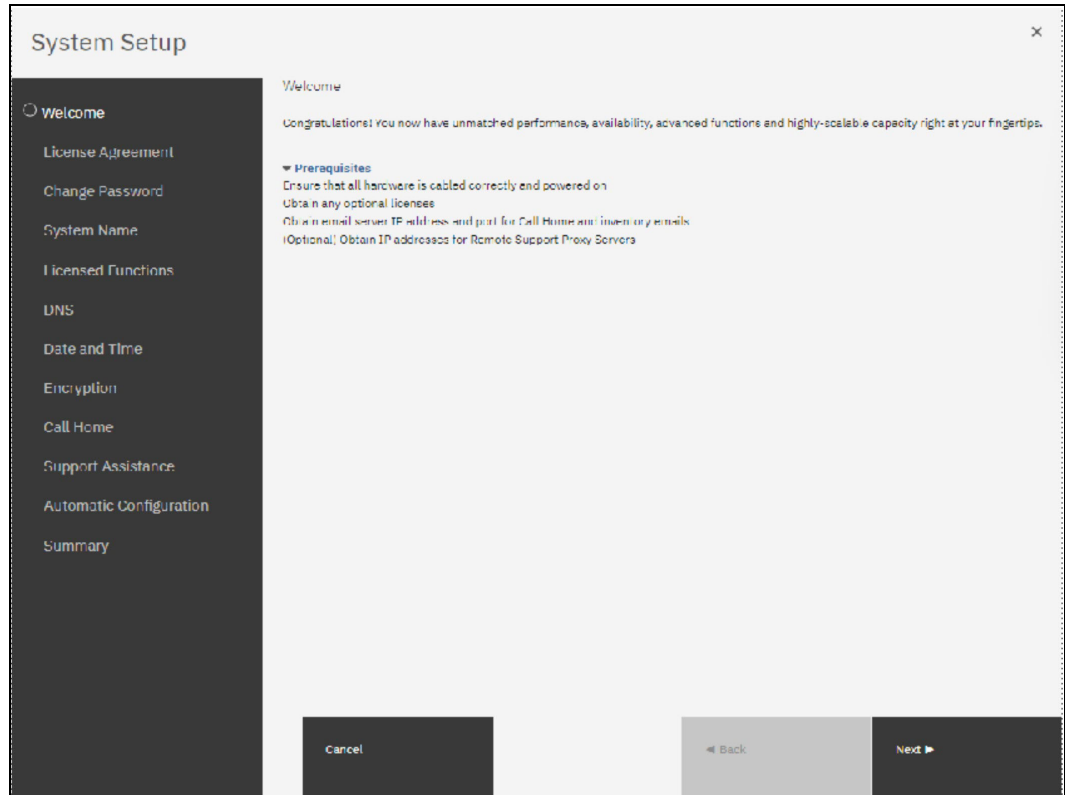 System Setup
×
Welcome
License Agreement
Change Password
System Name
Licensed Functions
DNS
Date and Time
Encryption
Call Home
Support Assistance
Automatic Configuration
Summary
Welcome
Congratulations! You now have unmatched performance, availability, advanced functions and highly-scalable capacity right at your fingertips.
Prerequisites
Ensure that all hardware is cabled correctly and powered on
Obtain any optional licenses
Obtain email server IP address and port for Call Home and inventory emails
(Optional) Obtain IP addresses for Remote Support Proxy Servers
Cancel
Back
Next